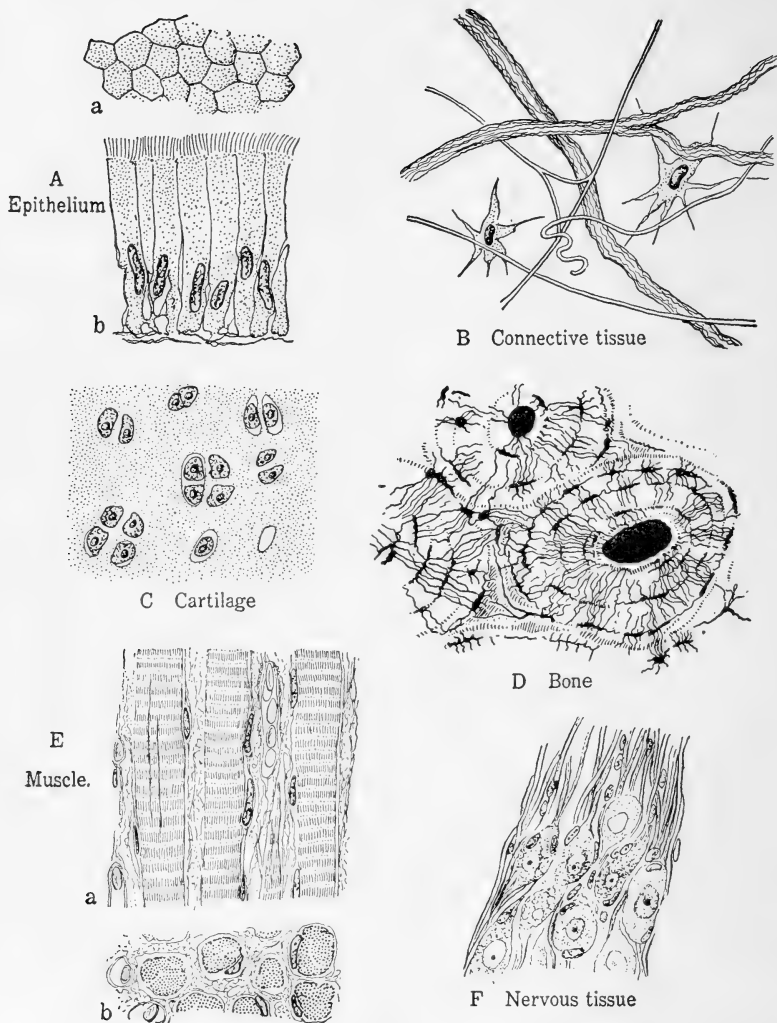 a
A
Epithelium
b
B Connective tissue
C Cartilage
D Bone
E
Muscle.
a
b
F Nervous tissue